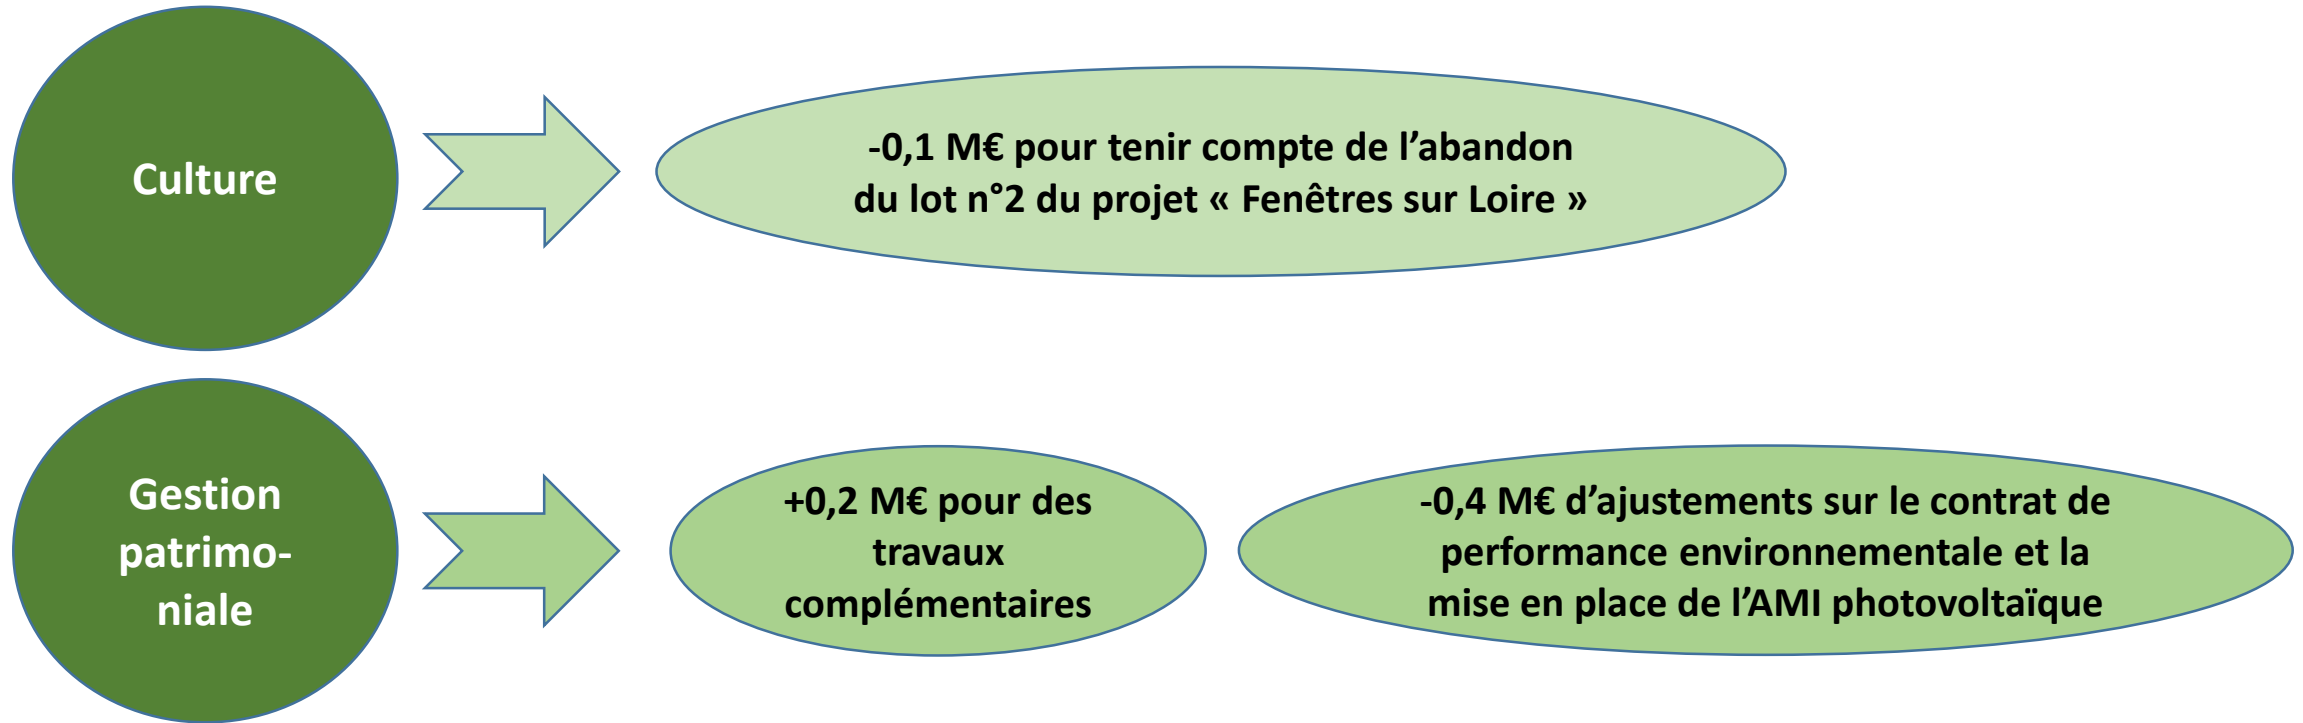 Culture
-0,1 M€ pour tenir compte de l’abandon
du lot n°2 du projet « Fenêtres sur Loire »
Gestion
patrimo-
niale
+0,2 M€ pour des
travaux
complémentaires
-0,4 M€ d’ajustements sur le contrat de
performance environnementale et la
mise en place de l’AMI photovoltaïque